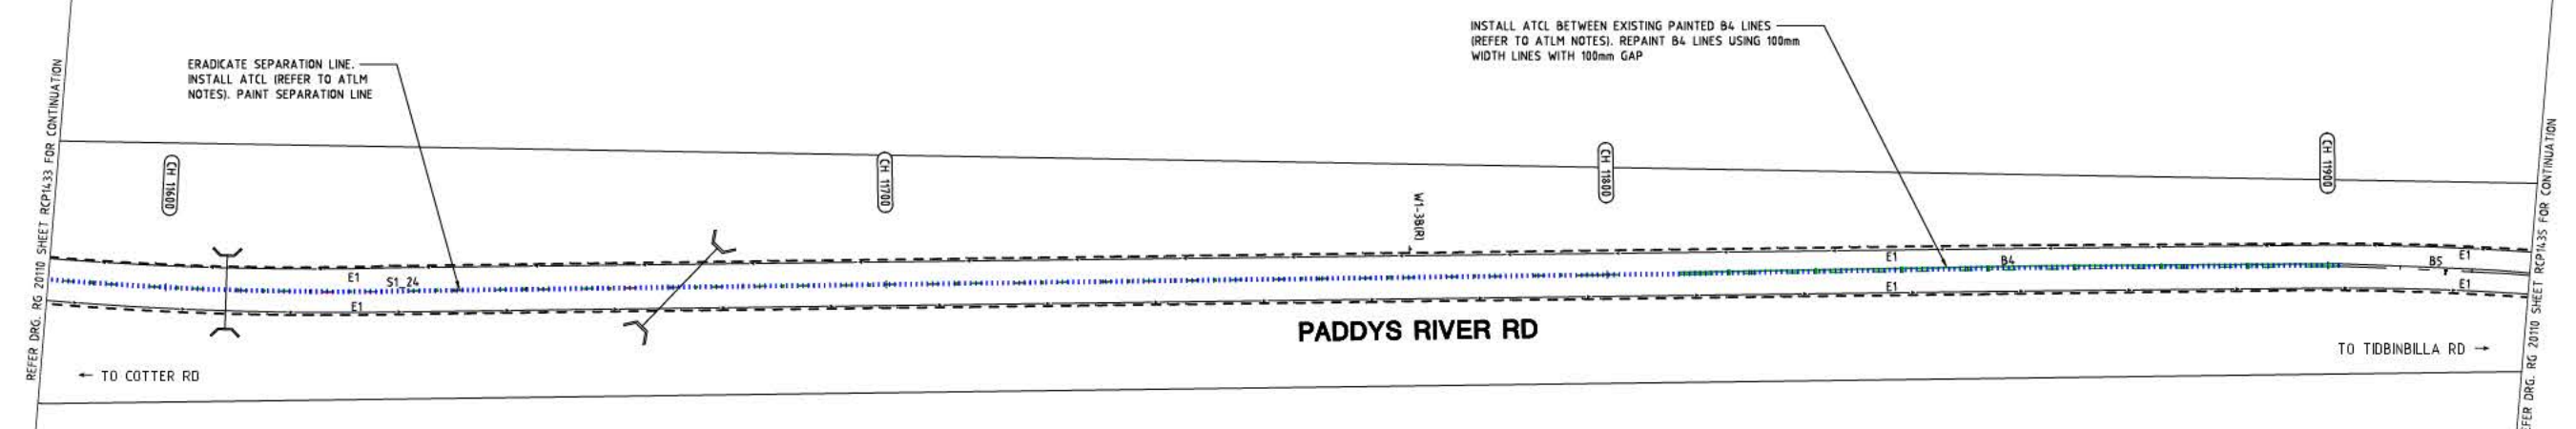 REFER DRG. RG 20110 SHEET RCP1433 FOR CONTINUATION
ERADICATE SEPARATION LINE.
INSTALL ATCL (REFER TO ATLM
NOTES). PAINT SEPARATION LINE
INSTALL ATCL BETWEEN EXISTING PAINTED B4 LINES
(REFER TO ATLM NOTES). REPAINT B4 LINES USING 100mm
WIDTH LINES WITH 100mm GAP
CH 11600
CH 11700
CH 11800
CH 11900
W1-3B(R)
E1
S1_24
E1
E1
B4
E1
B5
E1
E1
PADDYS RIVER RD
← TO COTTER RD
TO TIDBINBILLA RD →
REFER DRG. RG 20110 SHEET RCP1435 FOR CONTINUATION